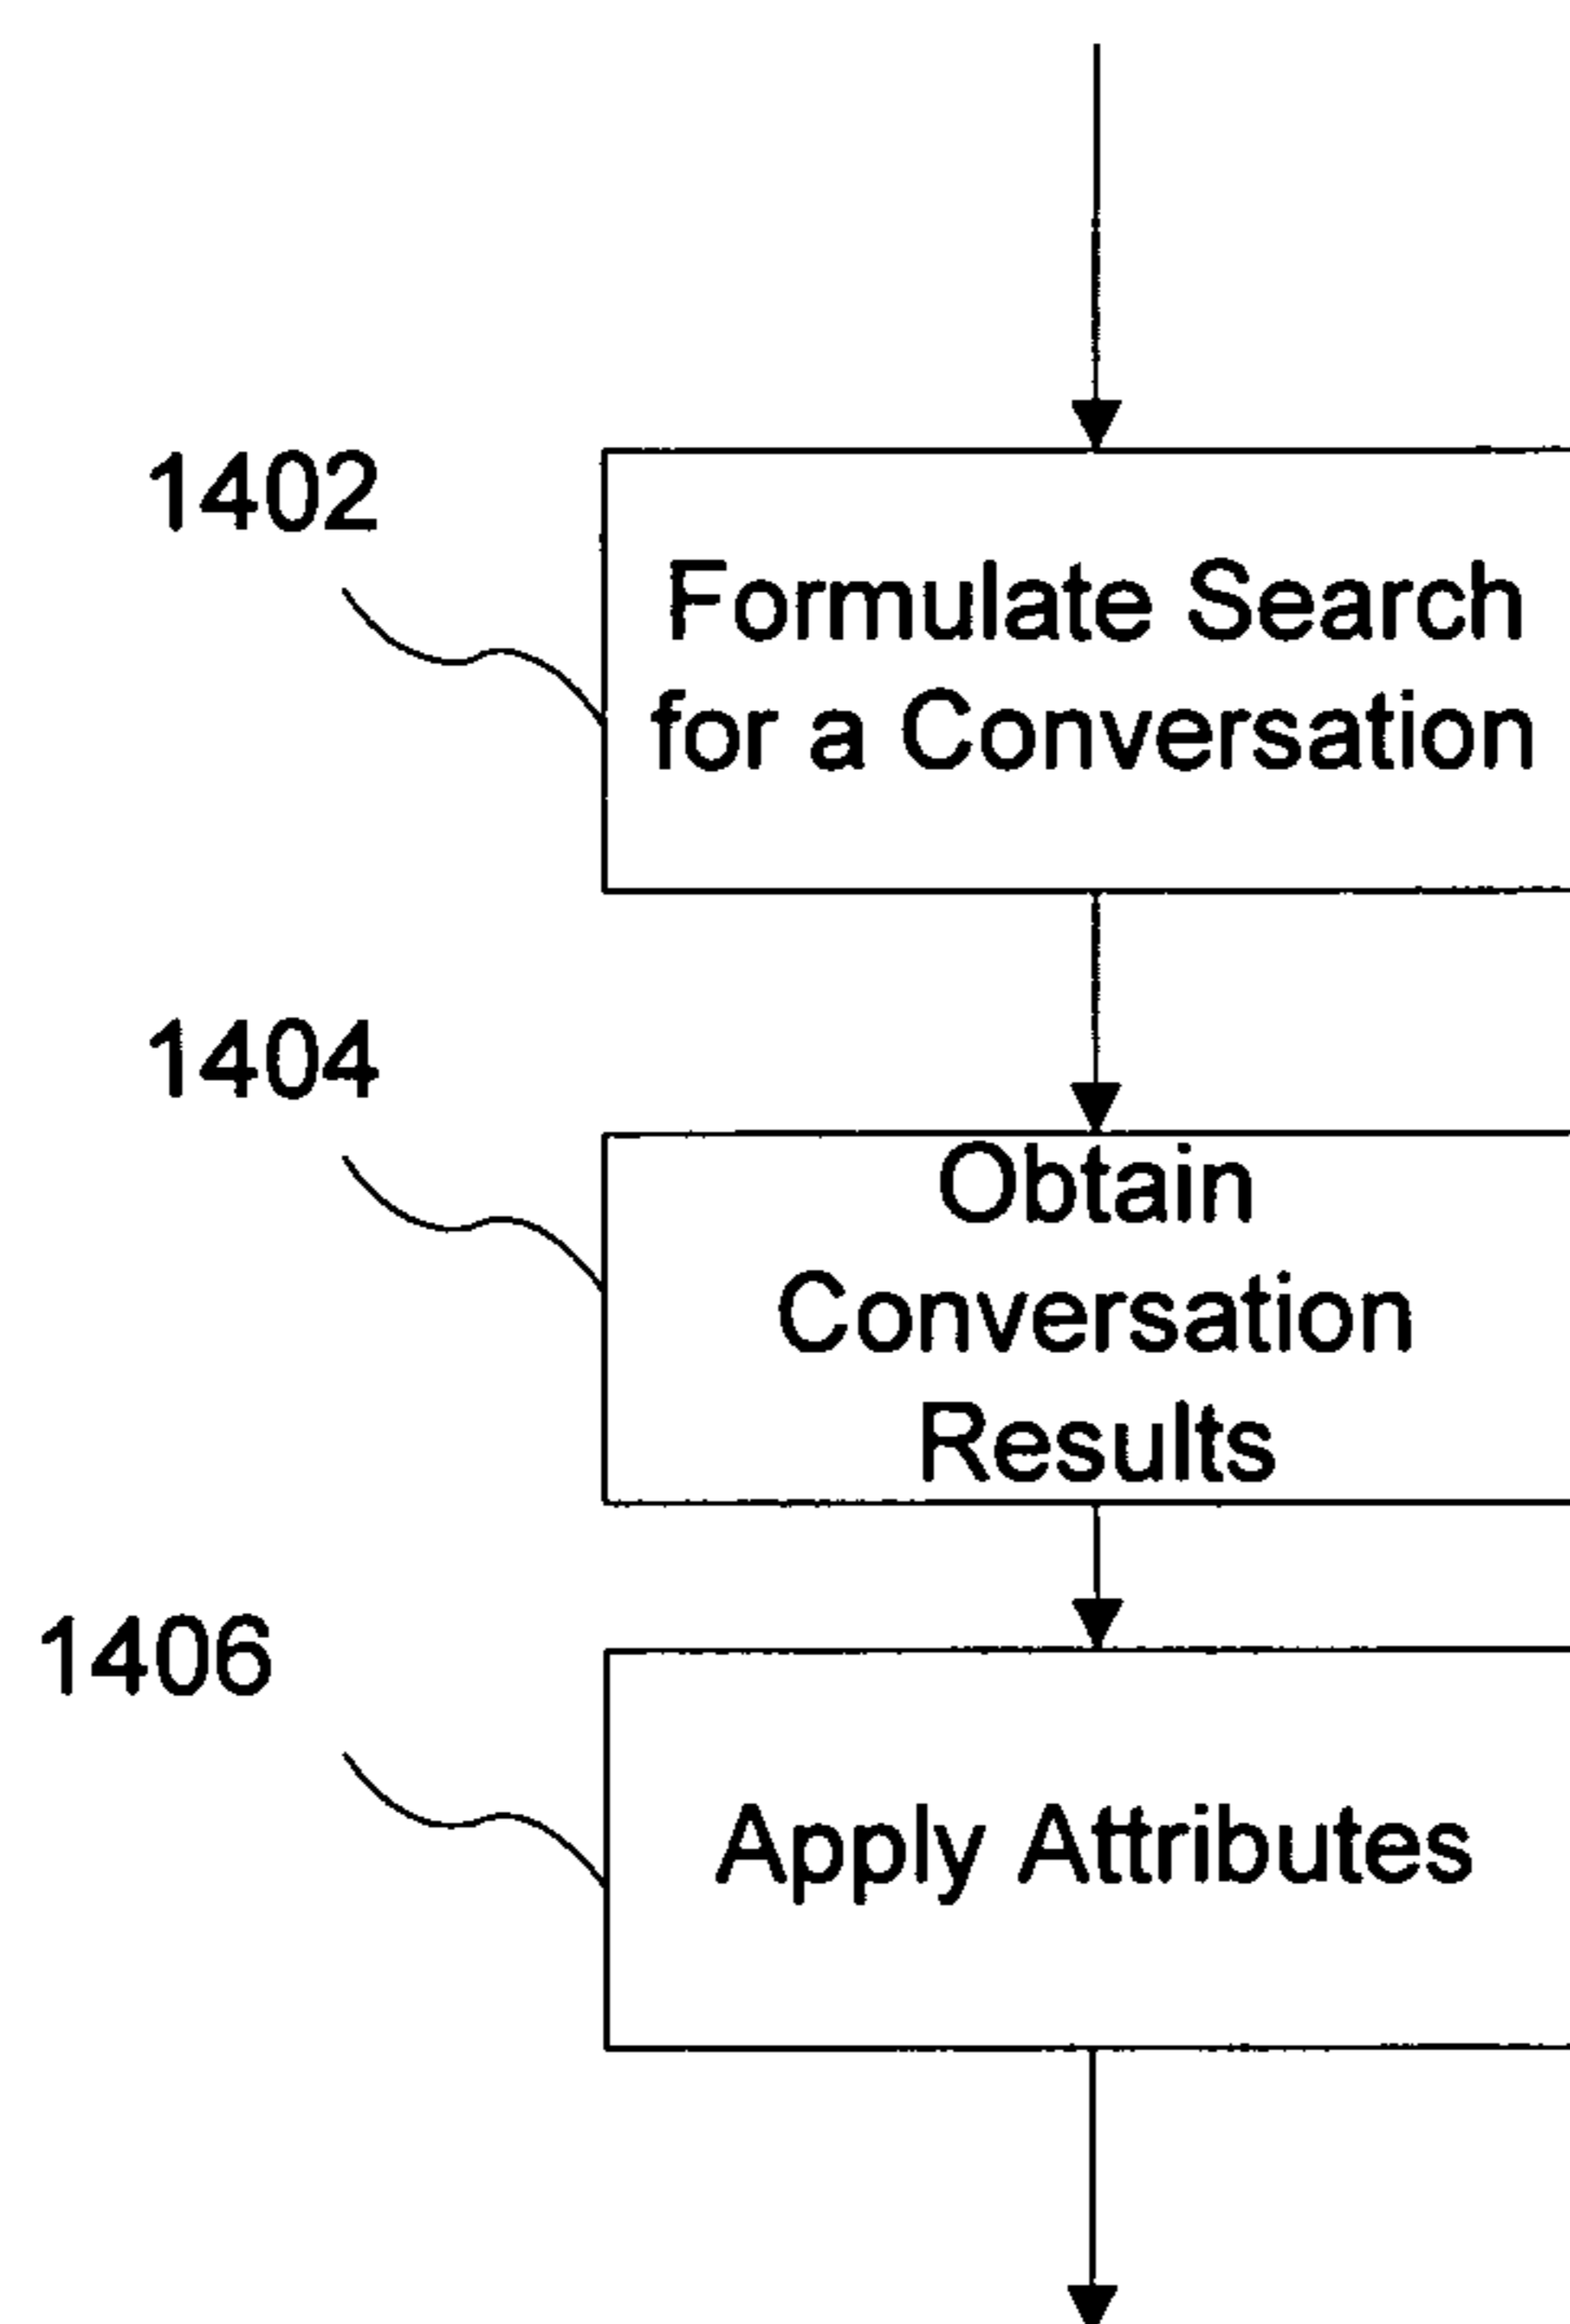 1402
Formulate Search
for a Conversation
1404
Obtain
Conversation
Results
1406
Apply Attributes